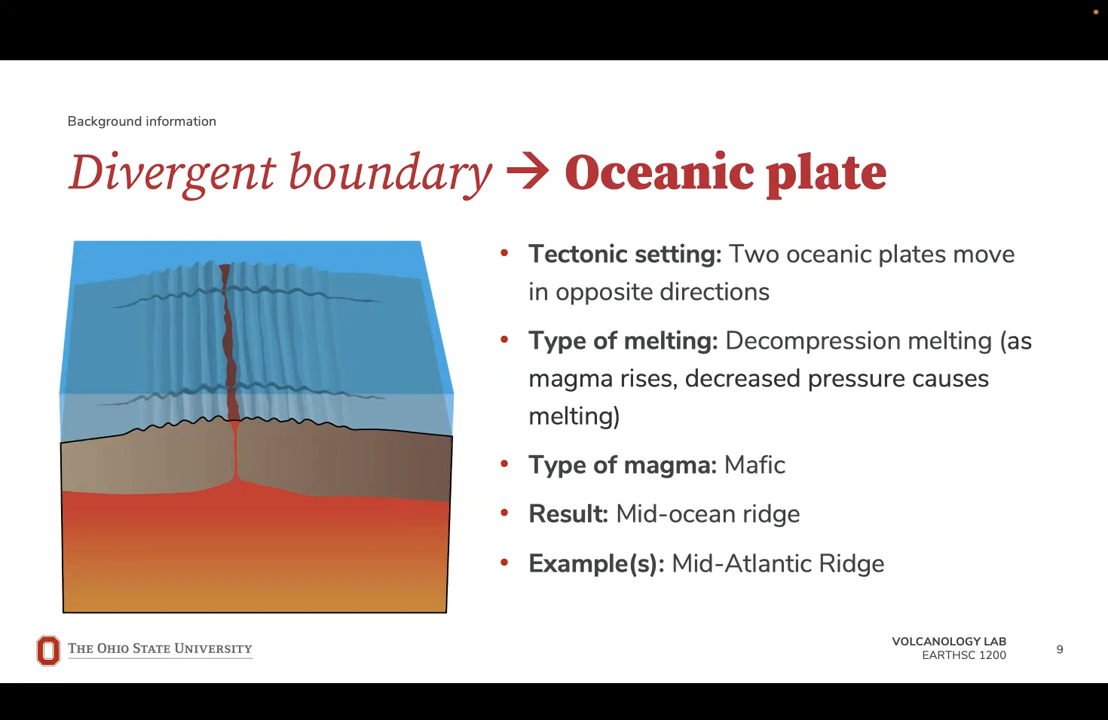 Background information
Divergent boundary → Oceanic plate
• Tectonic setting: Two oceanic plates move
in opposite directions
• Type of melting: Decompression melting (as
magma rises, decreased pressure causes
melting)
• Type of magma: Mafic
• Result: Mid-ocean ridge
• Example(s): Mid-Atlantic Ridge
THE OHIO STATE UNIVERSITY
VOLCANOLOGY LAB
EARTHSC 1200
9